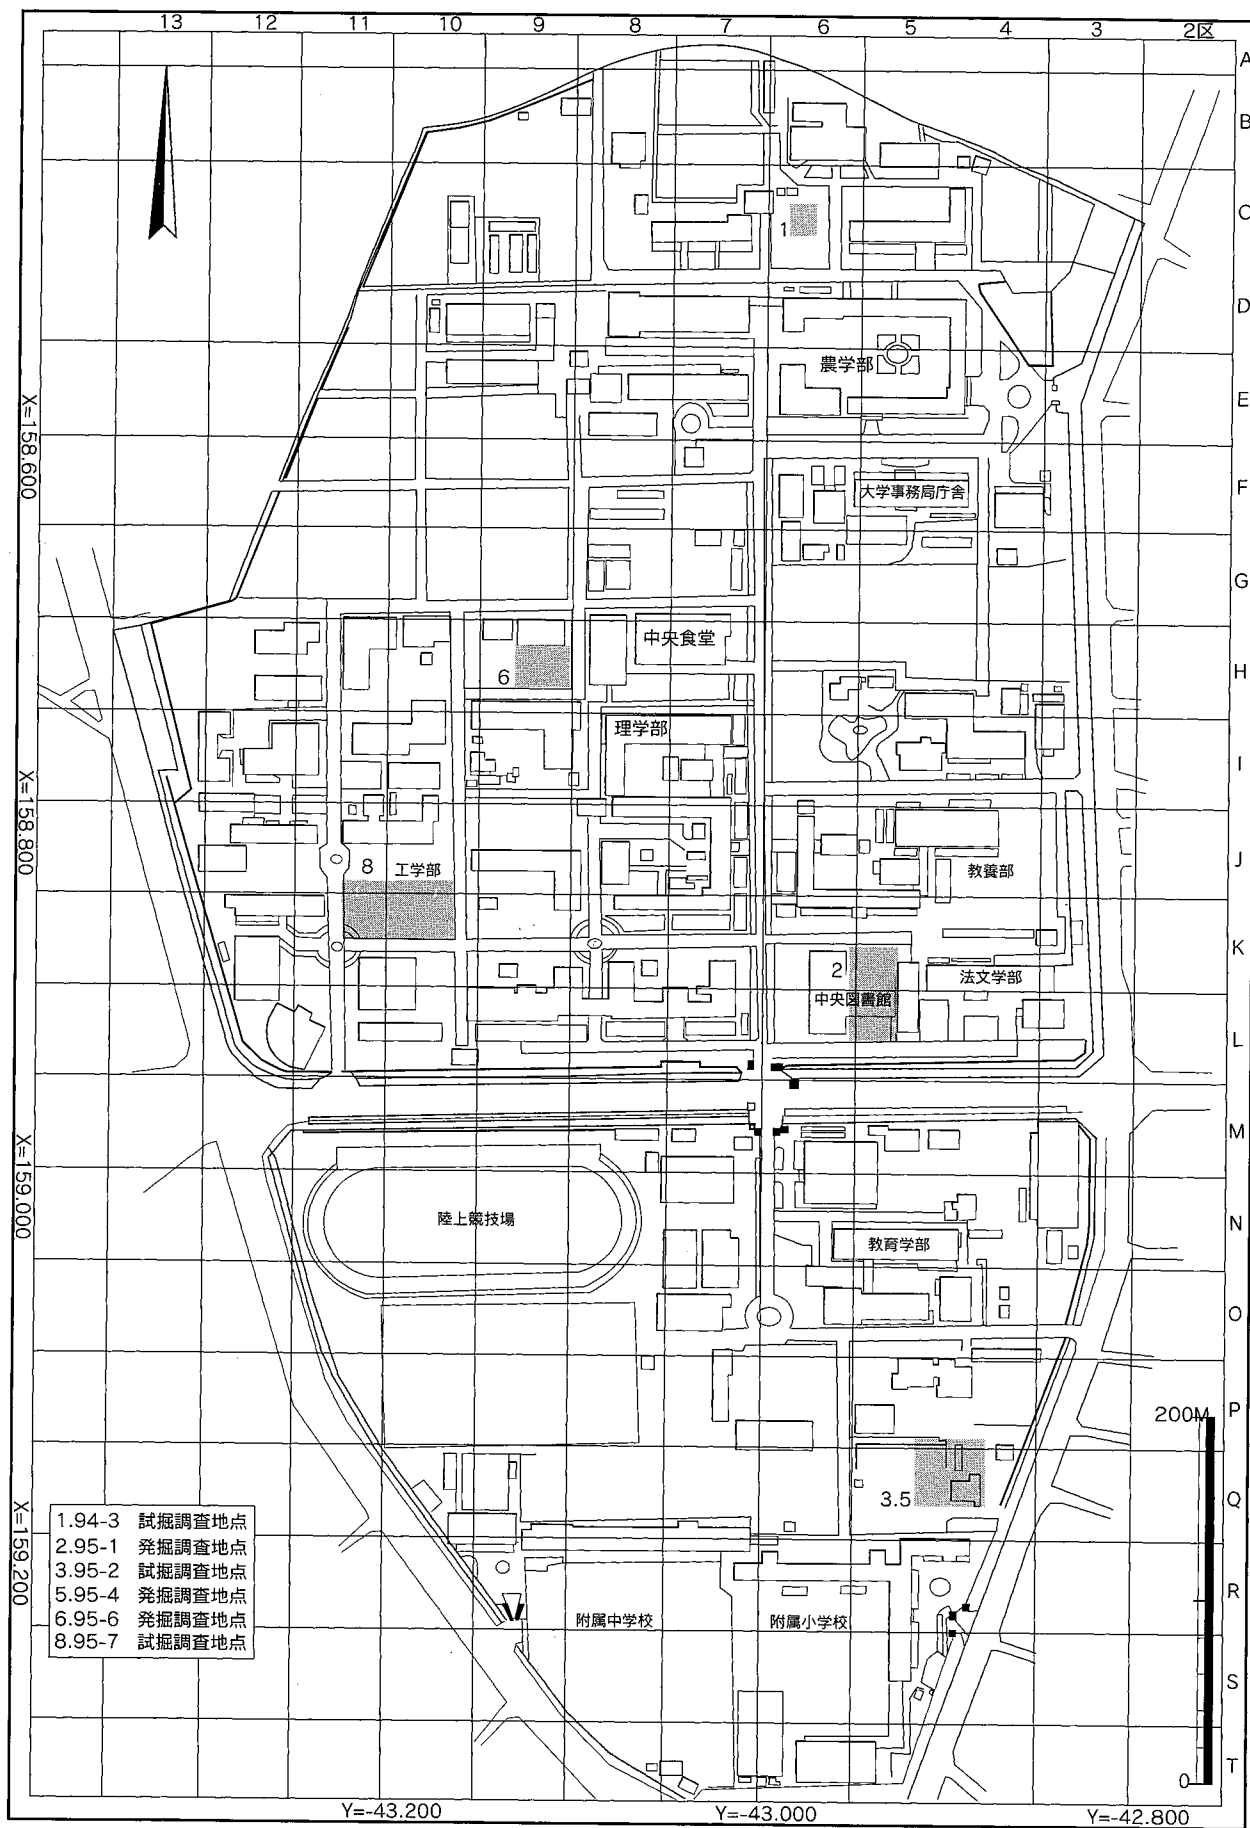 13 12 11 10 9 8 7 6 5 4 3 2区
A
B
C
1
D
農学部
E
X=158.600
F
大学事務局庁舎
G
中央食堂
H
6
理学部
I
X=158.800
8 工学部
J
教養部
K
2
法文学部
中央図書館
L
M
X=159.000
陸上競技場
N
教育学部
O
P
200M
3.5
Q
X=159.200
1.94-3 試掘調査地点
2.95-1 発掘調査地点
3.95-2 試掘調査地点
5.95-4 発掘調査地点
6.95-6 発掘調査地点
8.95-7 試掘調査地点
R
附属中学校
附属小学校
S
T
0
Y=-43.200 Y=-43.000 Y=-42.800